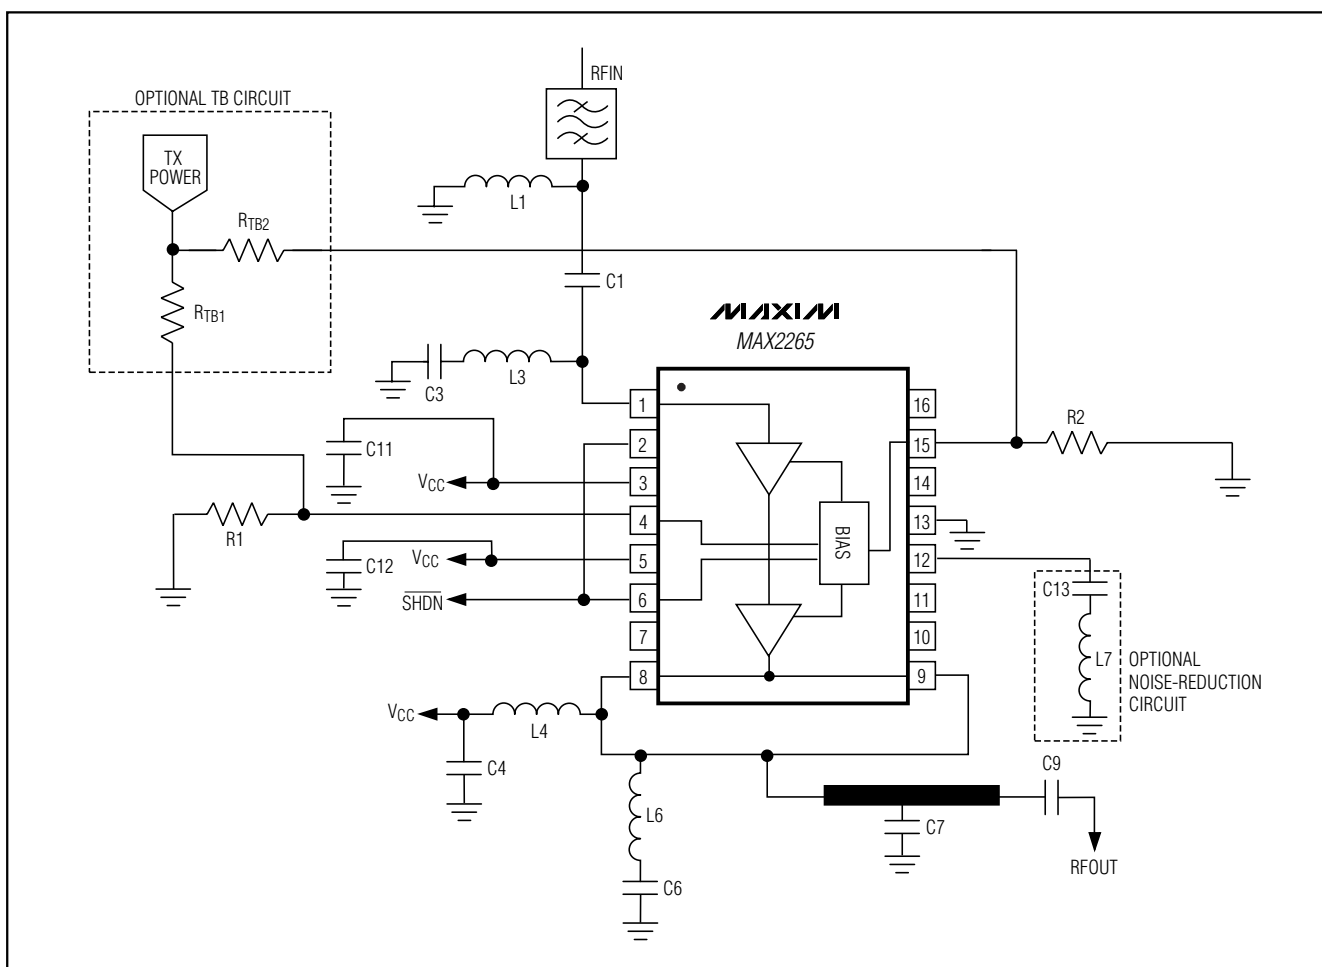 RFIN
OPTIONAL TB CIRCUIT
TX
POWER
RTB2
L1
C1
RTB1
MAXIM
MAX2265
C3
L3
1
16
C11
2
15
R2
VCC
3
14
R1
4
BIAS
13
C12
VCC
5
12
C13
SHDN
6
11
7
10
L7
OPTIONAL
NOISE-REDUCTION
CIRCUIT
8
9
VCC
L4
C4
C9
L6
C7
C6
RFOUT